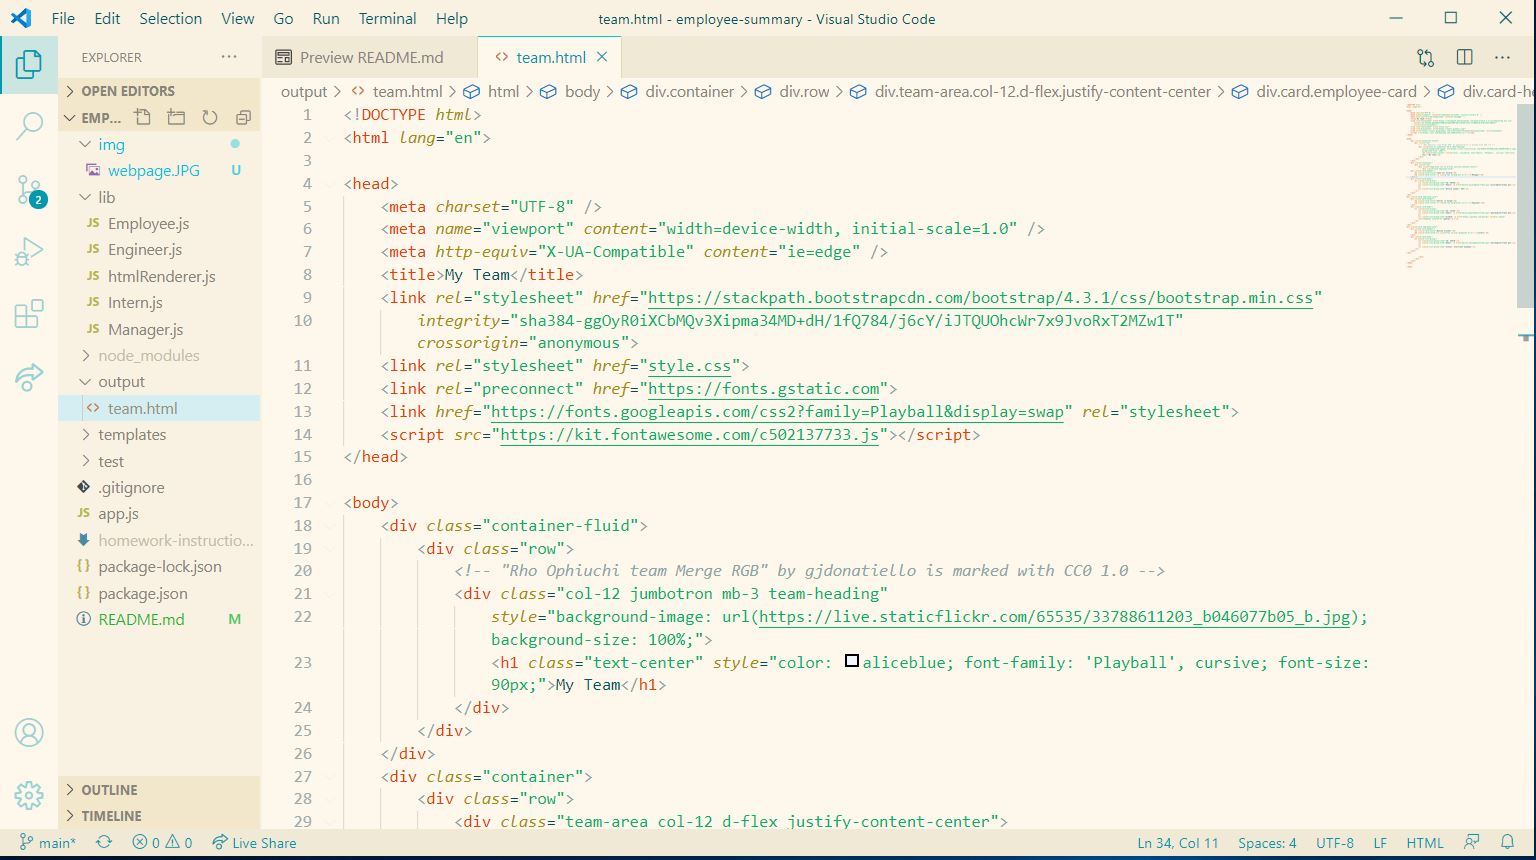 File Edit Selection View Go Run Terminal Help
team.html - employee-summary - Visual Studio Code
EXPLORER
Preview README.md
team.html
OPEN EDITORS
output > team.html > html > body > div.container > div.row > div.team-area.col-12.d-flex.justify-content-center > div.card.employee-card > div.card-he
EMP...
img
webpage.JPG U
lib
JS Employee.js
JS Engineer.js
JS htmlRenderer.js
JS Intern.js
JS Manager.js
node_modules
output
<> team.html
templates
test
.gitignore
JS app.js
homework-instructio...
{} package-lock.json
{} package.json
README.md M
OUTLINE
TIMELINE
2
1 <!DOCTYPE html>
2 <html lang="en">
3
4 <head>
5 <meta charset="UTF-8" />
6 <meta name="viewport" content="width=device-width, initial-scale=1.0" />
7 <meta http-equiv="X-UA-Compatible" content="ie=edge" />
8 <title>My Team</title>
9 <link rel="stylesheet" href="https://stackpath.bootstrapcdn.com/bootstrap/4.3.1/css/bootstrap.min.css"
10 integrity="sha384-ggOyR0iXCbMQv3Xipma34MD+dH/1fQ784/j6cY/iJTQUOhcWr7x9JvoRxT2MZw1T"
crossorigin="anonymous">
11 <link rel="stylesheet" href="style.css">
12 <link rel="preconnect" href="https://fonts.gstatic.com">
13 <link href="https://fonts.googleapis.com/css2?family=Playball&display=swap" rel="stylesheet">
14 <script src="https://kit.fontawesome.com/c502137733.js"></script>
15 </head>
16
17 <body>
18 <div class="container-fluid">
19 <div class="row">
20 <!-- "Rho Ophiuchi team Merge RGB" by gjdonatiello is marked with CC0 1.0 -->
21 <div class="col-12 jumbotron mb-3 team-heading"
22 style="background-image: url(https://live.staticflickr.com/65535/33788611203_b046077b05_b.jpg);
background-size: 100%;">
23 <h1 class="text-center" style="color: aliceblue; font-family: 'Playball', cursive; font-size:
90px;">My Team</h1>
24 </div>
25 </div>
26 </div>
27 <div class="container">
28 <div class="row">
29 <div class="team-area col-12 d-flex justify-content-center">
main* 0 0 Live Share
Ln 34, Col 11 Spaces: 4 UTF-8 LF HTML